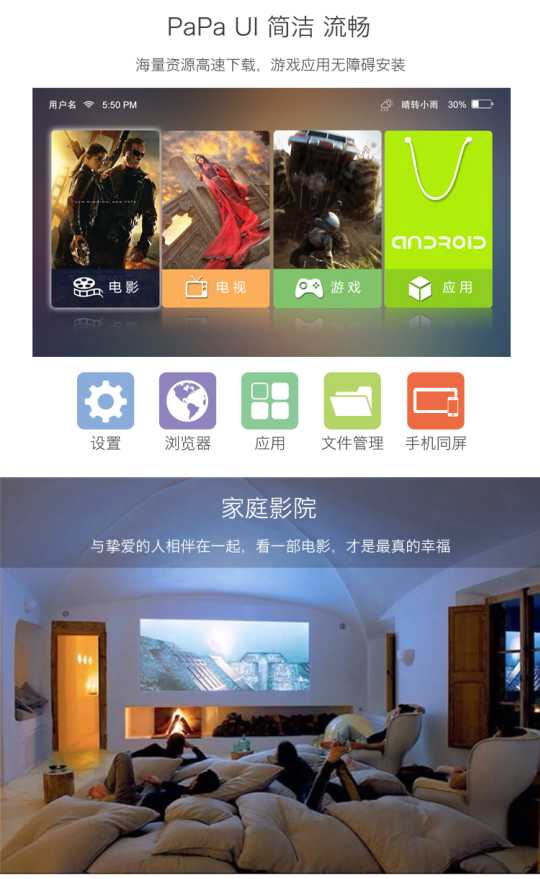 PaPa UI 简洁 流畅
海量资源高速下载，游戏应用无障碍安装
用户名 5:50 PM 晴转小雨 30%
ANDROID
电影 电视 游戏 应用
设置 浏览器 应用 文件管理 手机同屏
家庭影院
与挚爱的人相伴在一起，看一部电影，才是最真的幸福